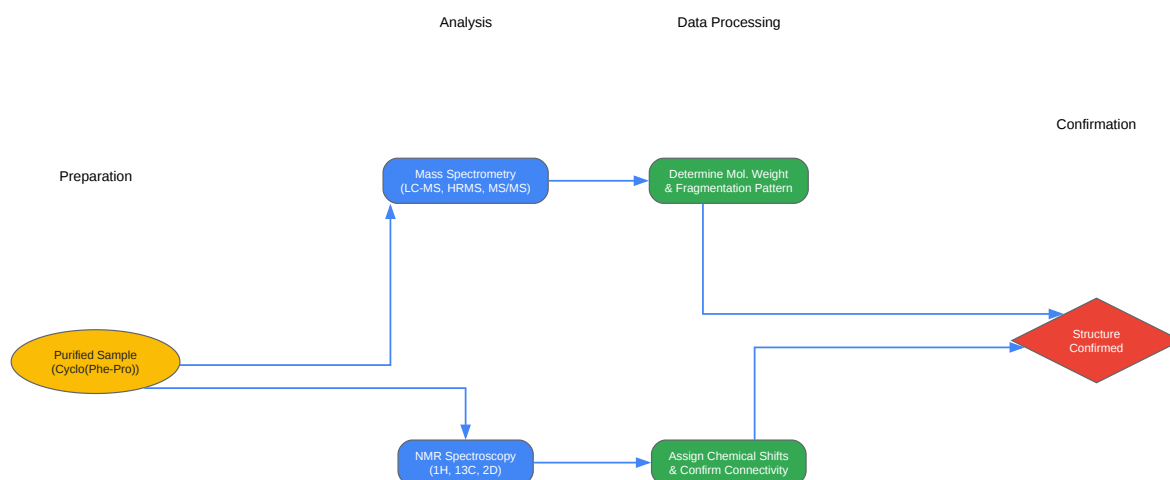 Analysis
Data Processing
Confirmation
Preparation
Mass Spectrometry
(LC-MS, HRMS, MS/MS)
Determine Mol. Weight
& Fragmentation Pattern
Structure
Confirmed
Purified Sample
(Cyclo(Phe-Pro))
NMR Spectroscopy
(1H, 13C, 2D)
Assign Chemical Shifts
& Confirm Connectivity